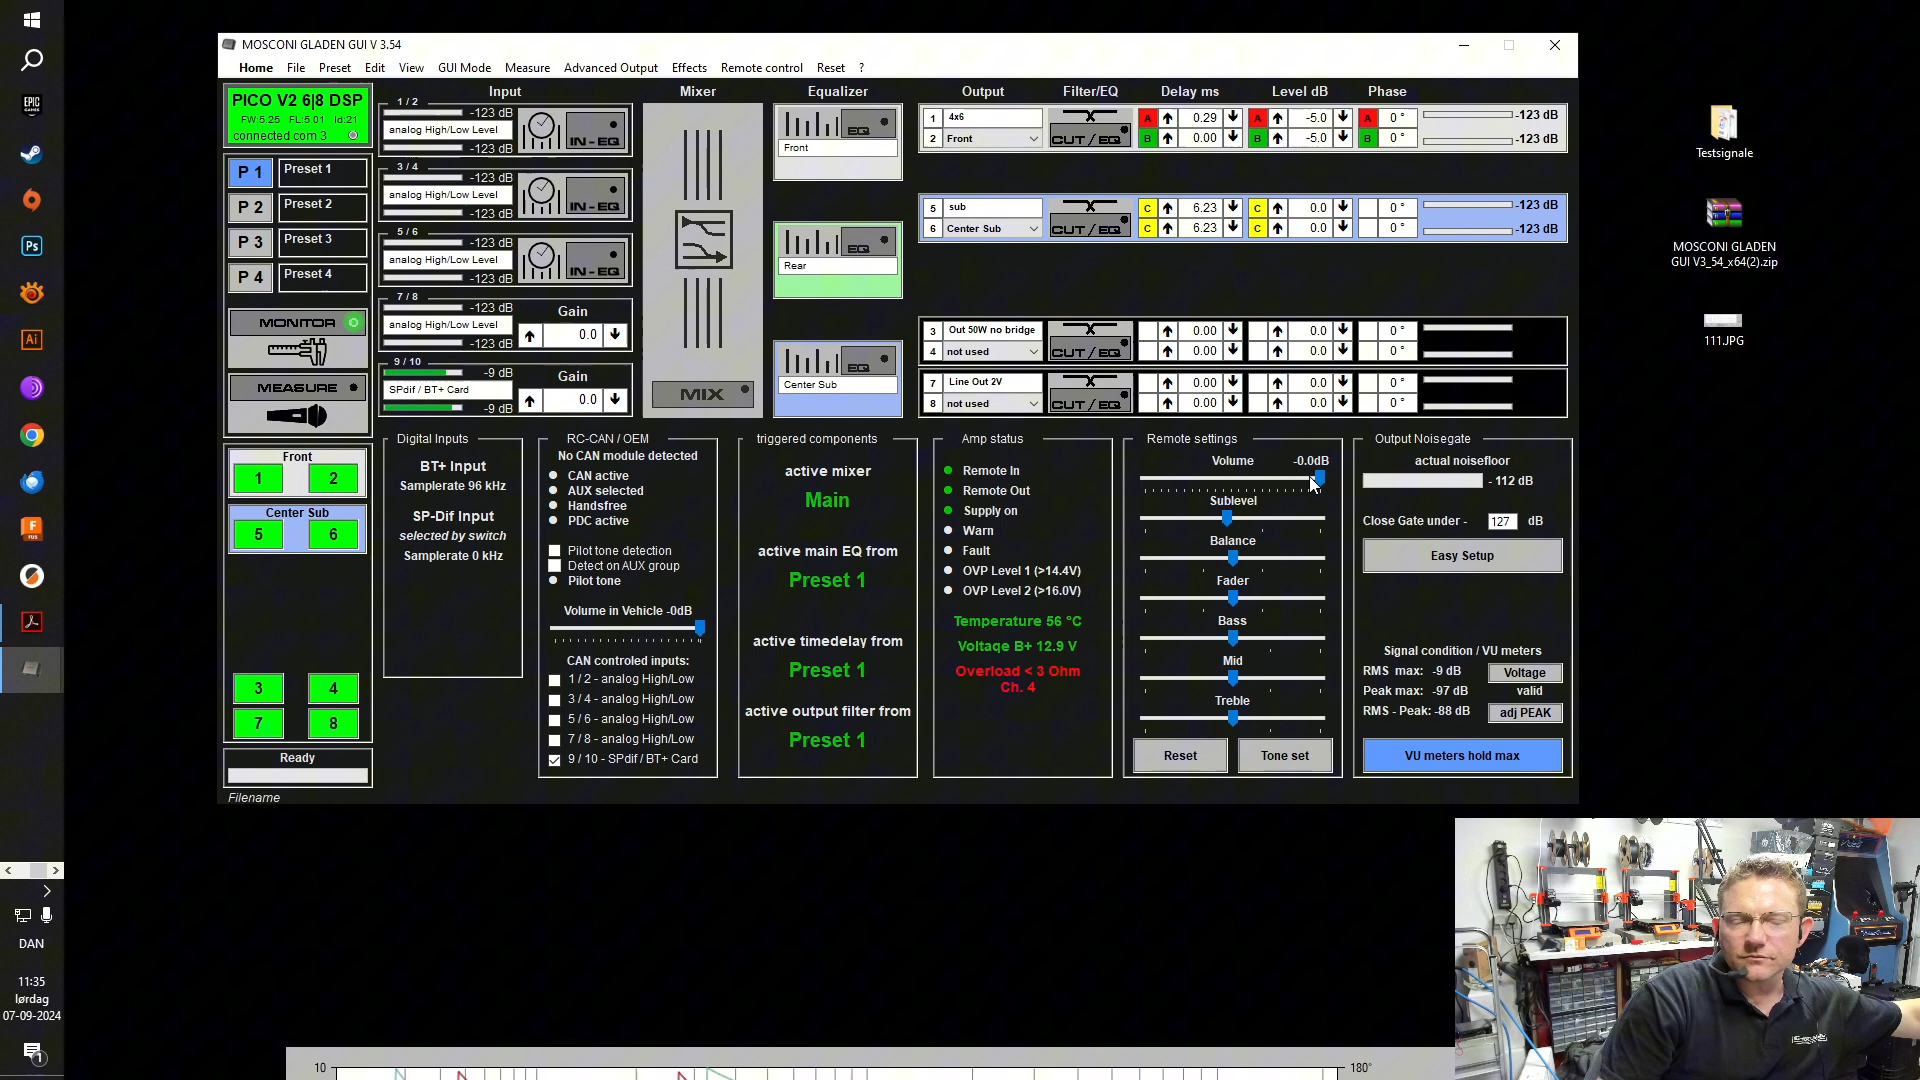 MOSCONI GLADEN GUI V 3.54
Home File Preset Edit View GUI Mode Measure Advanced Output Effects Remote control Reset ?
PICO V2 6|8 DSP
FW:5:25 FL:5.01 Id:21
connected com 3
P 1 Preset 1
P 2 Preset 2
P 3 Preset 3
P 4 Preset 4
MONITOR
MEASURE
Front
1 2
Center Sub
5 6
3 4
7 8
Ready
Filename
Input
1 / 2
-123 dB
analog High/Low Level
-123 dB
IN-EQ
3 / 4
-123 dB
analog High/Low Level
-123 dB
IN-EQ
5 / 6
-123 dB
analog High/Low Level
-123 dB
IN-EQ
7 / 8
-123 dB
analog High/Low Level
-123 dB
Gain
0.0
9 / 10
-9 dB
SPdif / BT+ Card
-9 dB
Gain
0.0
Mixer
MIX
Equalizer
EQ
Front
EQ
Rear
EQ
Center Sub
Output Filter/EQ Delay ms Level dB Phase
1 4x6 A 0.29 A -5.0 A 0 ° -123 dB
2 Front CUT/EQ B 0.00 B -5.0 B 0 ° -123 dB
5 sub C 6.23 C 0.0 0 ° -123 dB
6 Center Sub CUT/EQ C 6.23 C 0.0 0 ° -123 dB
3 Out 50W no bridge 0.00 0.0 0 °
4 not used CUT/EQ 0.00 0.0 0 °
7 Line Out 2V 0.00 0.0 0 °
8 not used CUT/EQ 0.00 0.0 0 °
Digital Inputs
BT+ Input
Samplerate 96 kHz
SP-Dif Input
selected by switch
Samplerate 0 kHz
RC-CAN / OEM
No CAN module detected
CAN active
AUX selected
Handsfree
PDC active
Pilot tone detection
Detect on AUX group
Pilot tone
Volume in Vehicle -0dB
CAN controled inputs:
1 / 2 - analog High/Low
3 / 4 - analog High/Low
5 / 6 - analog High/Low
7 / 8 - analog High/Low
9 / 10 - SPdif / BT+ Card
triggered components
active mixer
Main
active main EQ from
Preset 1
active timedelay from
Preset 1
active output filter from
Preset 1
Amp status
Remote In
Remote Out
Supply on
Warn
Fault
OVP Level 1 (>14.4V)
OVP Level 2 (>16.0V)
Temperature 56 °C
Voltage B+ 12.9 V
Overload < 3 Ohm
Ch. 4
Remote settings
Volume -0.0dB
Sublevel
Balance
Fader
Bass
Mid
Treble
Reset Tone set
Output Noisegate
actual noisefloor
- 112 dB
Close Gate under - 127 dB
Easy Setup
Signal condition / VU meters
RMS max: -9 dB Voltage
Peak max: -97 dB valid
RMS - Peak: -88 dB adj PEAK
VU meters hold max
Testsignale
MOSCONI GLADEN
GUI V3_54_x64(2).zip
111.JPG
EPIC
GAMES
Ps
Ai
F
FUS
DAN
11:35
lørdag
07-09-2024
1
10
180°